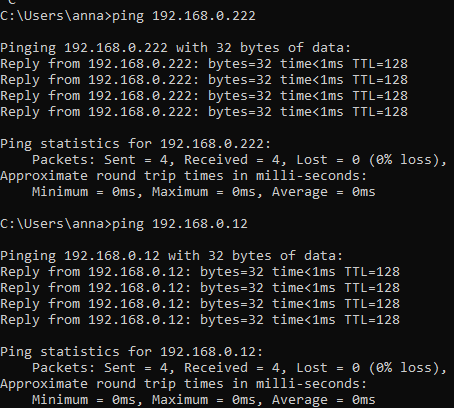 C:\Users\anna>ping 192.168.0.222
Pinging 192.168.0.222 with 32 bytes of data:
Reply from 192.168.0.222: bytes=32 time<1ms TTL=128
Reply from 192.168.0.222: bytes=32 time<1ms TTL=128
Reply from 192.168.0.222: bytes=32 time<1ms TTL=128
Reply from 192.168.0.222: bytes=32 time<1ms TTL=128
Ping statistics for 192.168.0.222:
    Packets: Sent = 4, Received = 4, Lost = 0 (0% loss),
Approximate round trip times in milli-seconds:
    Minimum = 0ms, Maximum = 0ms, Average = 0ms
C:\Users\anna>ping 192.168.0.12
Pinging 192.168.0.12 with 32 bytes of data:
Reply from 192.168.0.12: bytes=32 time<1ms TTL=128
Reply from 192.168.0.12: bytes=32 time<1ms TTL=128
Reply from 192.168.0.12: bytes=32 time<1ms TTL=128
Reply from 192.168.0.12: bytes=32 time<1ms TTL=128
Ping statistics for 192.168.0.12:
    Packets: Sent = 4, Received = 4, Lost = 0 (0% loss),
Approximate round trip times in milli-seconds:
    Minimum = 0ms, Maximum = 0ms, Average = 0ms